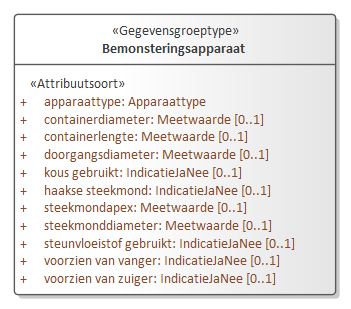 «Gegevensgroeptype»
Bemonsteringsapparaat
«Attribuutsoort»
+ apparaattype: Apparaattype
+ containerdiameter: Meetwaarde [0..1]
+ containerlengte: Meetwaarde [0..1]
+ doorgangsdiameter: Meetwaarde [0..1]
+ kous gebruikt: IndicatieJaNee [0..1]
+ haakse steekmond: IndicatieJaNee [0..1]
+ steekmondapex: Meetwaarde [0..1]
+ steekmonddiameter: Meetwaarde [0..1]
+ steunvloeistof gebruikt: IndicatieJaNee [0..1]
+ voorzien van vanger: IndicatieJaNee [0..1]
+ voorzien van zuiger: IndicatieJaNee [0..1]